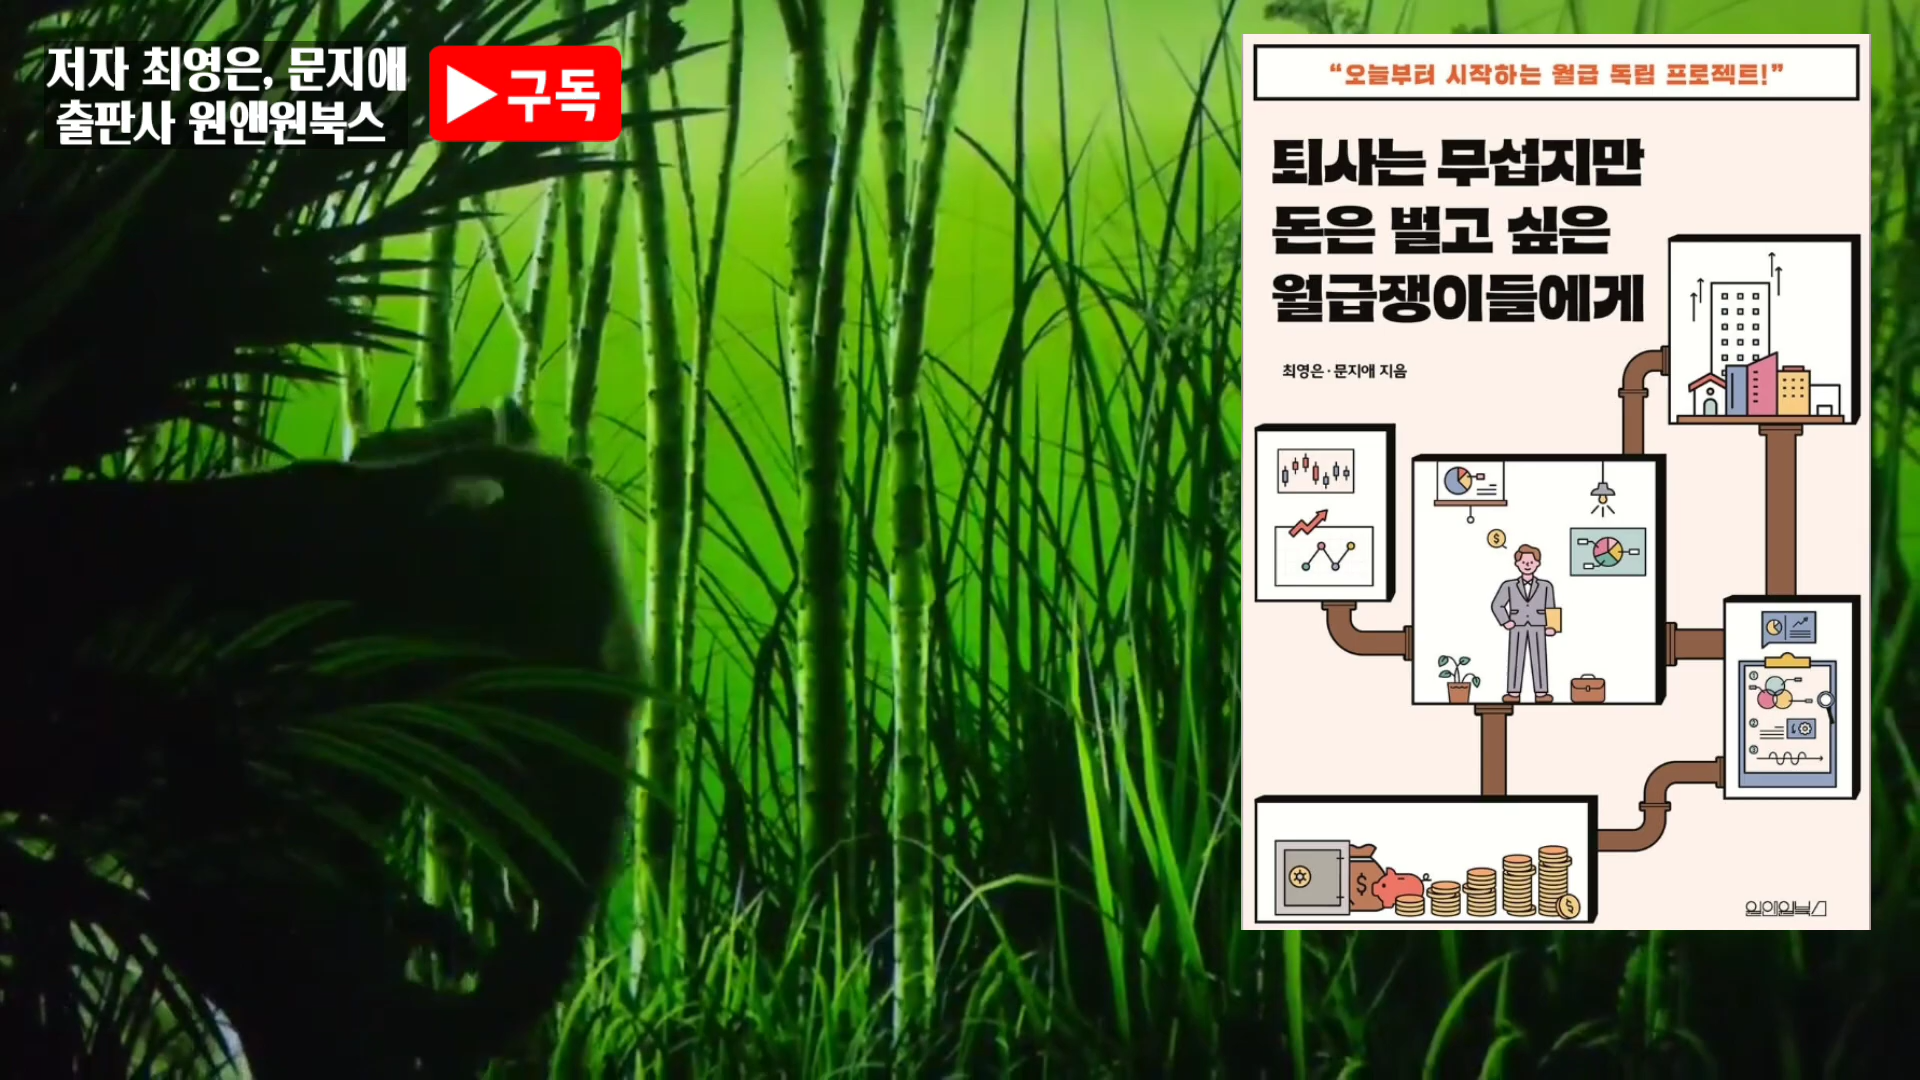 저자 최영은, 문지애
출판사 원앤원북스
구독
“오늘부터 시작하는 월급 독립 프로젝트!”
퇴사는 무섭지만
돈은 벌고 싶은
월급쟁이들에게
최영은·문지애 지음
원앤원북스